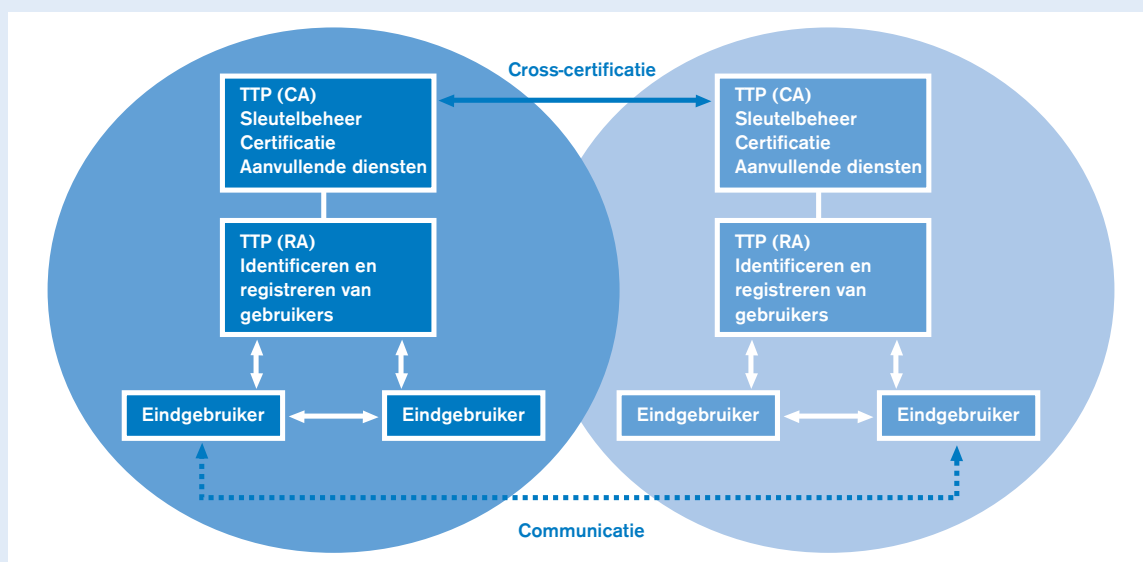 Cross-certificatie
TTP (CA)
Sleutelbeheer
Certificatie
Aanvullende diensten
TTP (CA)
Sleutelbeheer
Certificatie
Aanvullende diensten
TTP (RA)
Identificeren en
registreren van
gebruikers
TTP (RA)
Identificeren en
registreren van
gebruikers
Eindgebruiker
Eindgebruiker
Eindgebruiker
Eindgebruiker
Communicatie